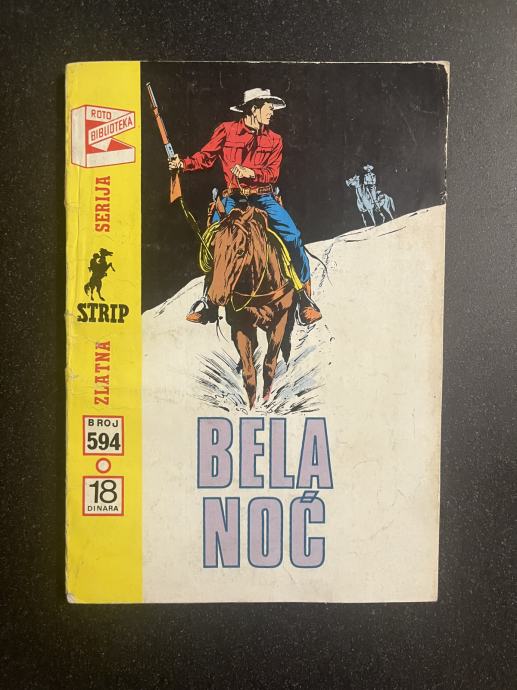 ROTO
BIBLIOTEKA
ZLATNA STRIP SERIJA
BROJ
594
18
DINARA
BELA
NOĆ